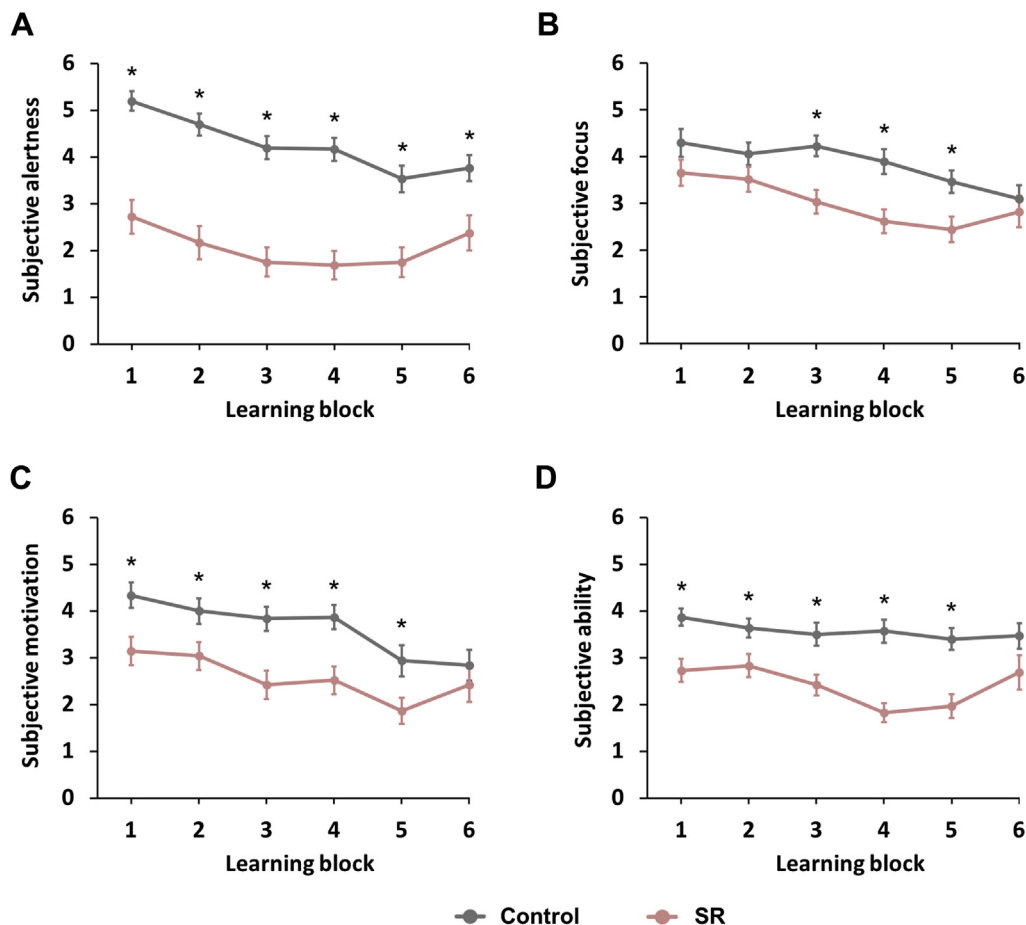 A
Subjective alertness
6
5
4
3
2
1
0
* * * * * *
1 2 3 4 5 6
Learning block
B
Subjective focus
6
5
4
3
2
1
0
* * *
1 2 3 4 5 6
Learning block
C
Subjective motivation
6
5
4
3
2
1
0
* * * * *
1 2 3 4 5 6
Learning block
D
Subjective ability
6
5
4
3
2
1
0
* * * * *
1 2 3 4 5 6
Learning block
Control SR